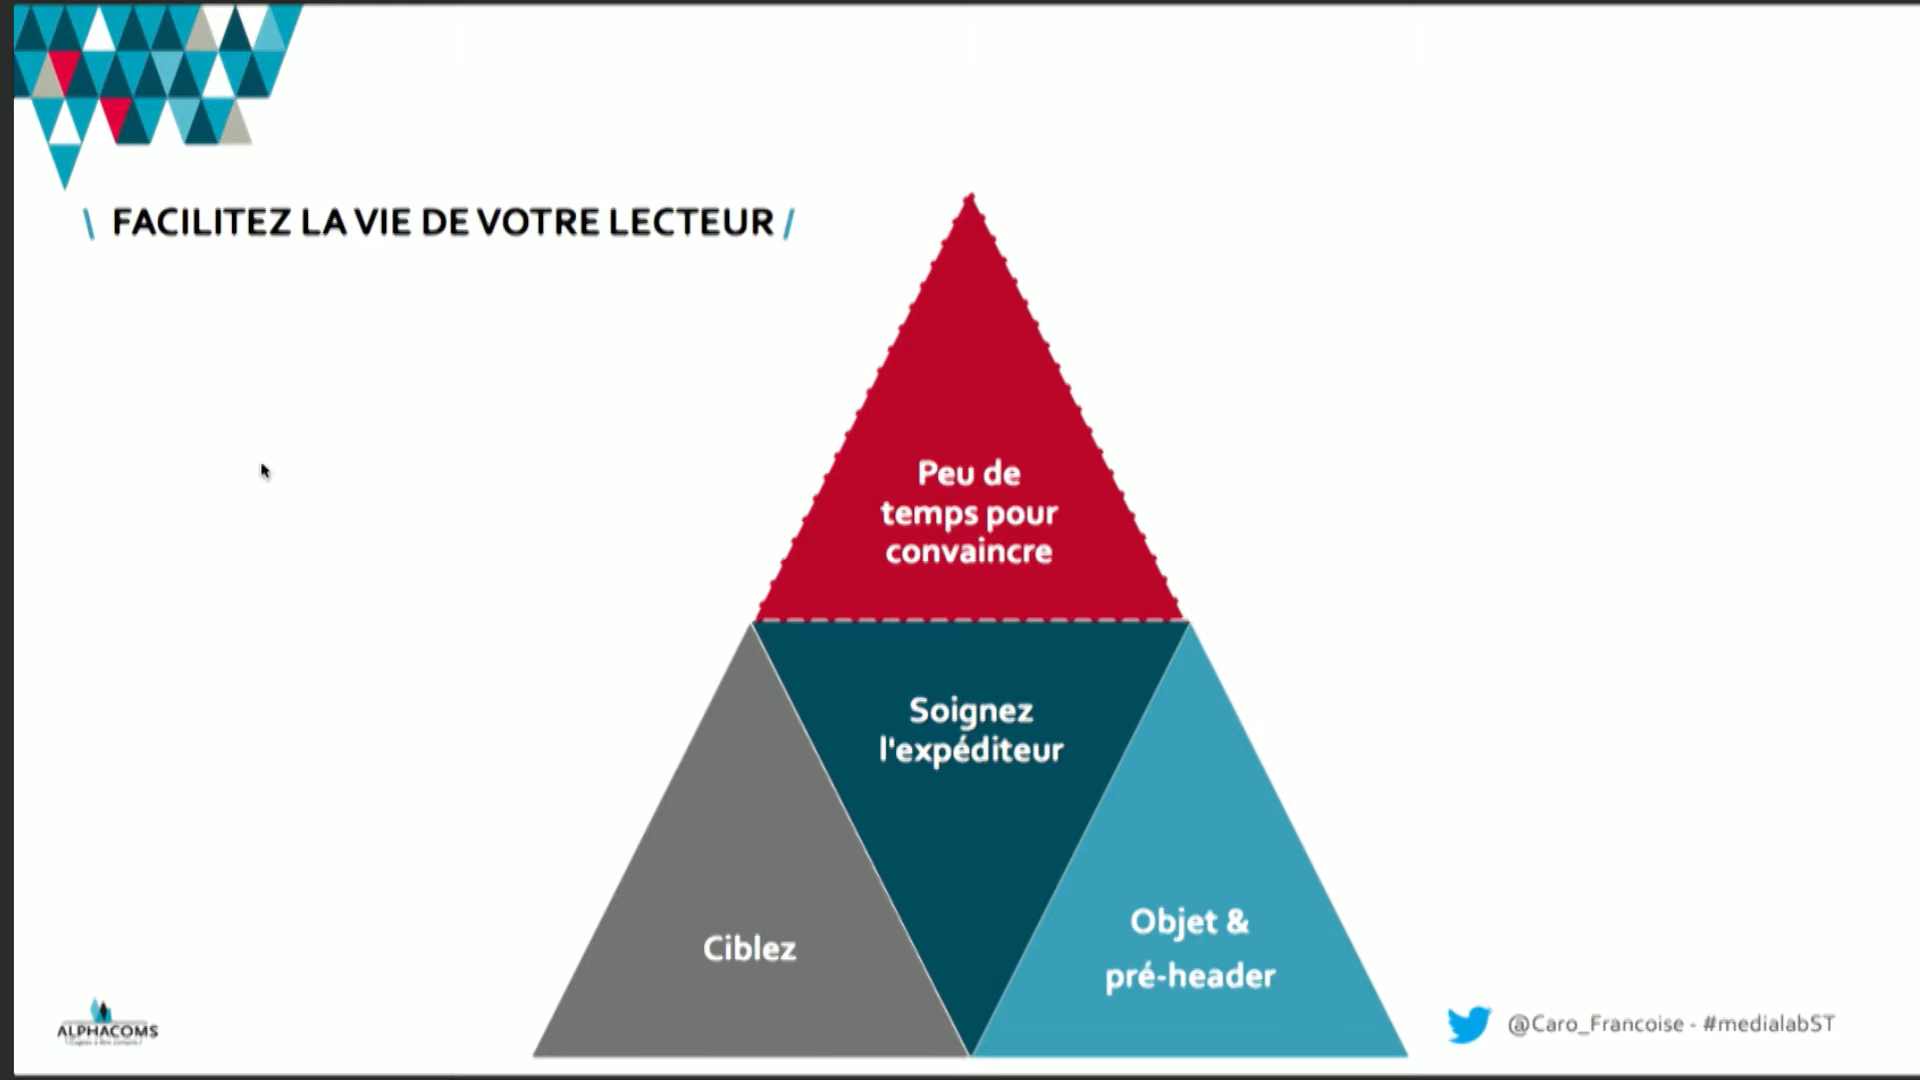 \ FACILITEZ LA VIE DE VOTRE LECTEUR /
Peu de
temps pour
convaincre
Soignez
l'expéditeur
Ciblez
Objet &
pré-header
ALPHACOMS
@Caro_Francoise - #medialabST